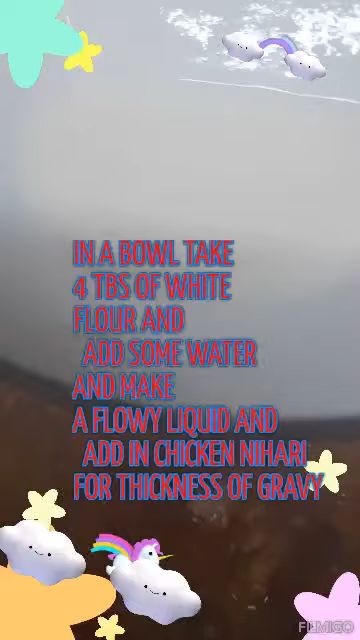 IN A BOWL TAKE
4 TBS OF WHITE
FLOUR AND
ADD SOME WATER
AND MAKE
A FLOWY LIQUID AND
ADD IN CHICKEN NIHARI
FOR THICKNESS OF GRAVY
FILMIGO